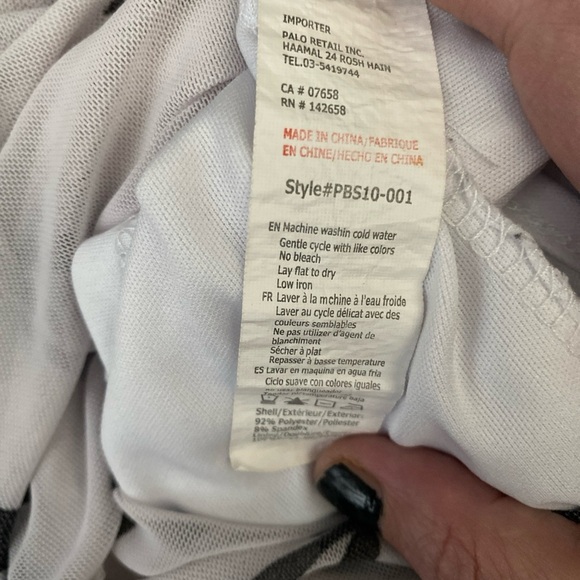 IMPORTER
PALO RETAIL INC.
HAAMAL 24 ROSH HAIN
TEL.03-5419744
CA # 07658
RN # 142658
MADE IN CHINA/FABRIQUE
EN CHINE/HECHO EN CHINA
Style#PBS10-001
EN Machine washin cold water
Gentle cycle with like colors
No bleach
Lay flat to dry
Low iron
FR Laver à la mchine à l'eau froide
Laver au cycle délicat avec des
couleurs semblables
Ne pas utilizer d'agent de
blanchiment
Sécher à plat
Repasser à basse temperature
ES Lavar en maquina en agua fria
Ciclo suave con colores iguales
Shell/Extérieur/Exterior:
92% Polyester/Poliester
8% Spandex